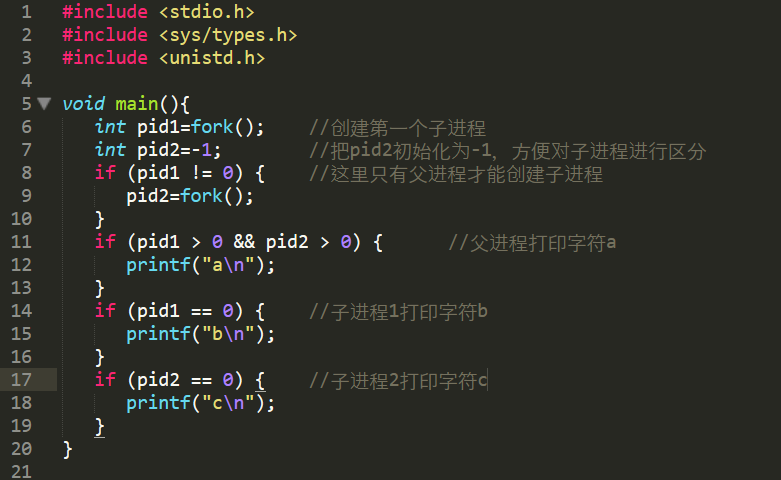 1 #include <stdio.h>
2 #include <sys/types.h>
3 #include <unistd.h>
4
5 void main(){
6 int pid1=fork(); //创建第一个子进程
7 int pid2=-1; //把pid2初始化为-1, 方便对子进程进行区分
8 if (pid1 != 0) { //这里只有父进程才能创建子进程
9 pid2=fork();
10 }
11 if (pid1 > 0 && pid2 > 0) { //父进程打印字符a
12 printf("a\n");
13 }
14 if (pid1 == 0) { //子进程1打印字符b
15 printf("b\n");
16 }
17 if (pid2 == 0) { //子进程2打印字符c
18 printf("c\n");
19 }
20 }
21